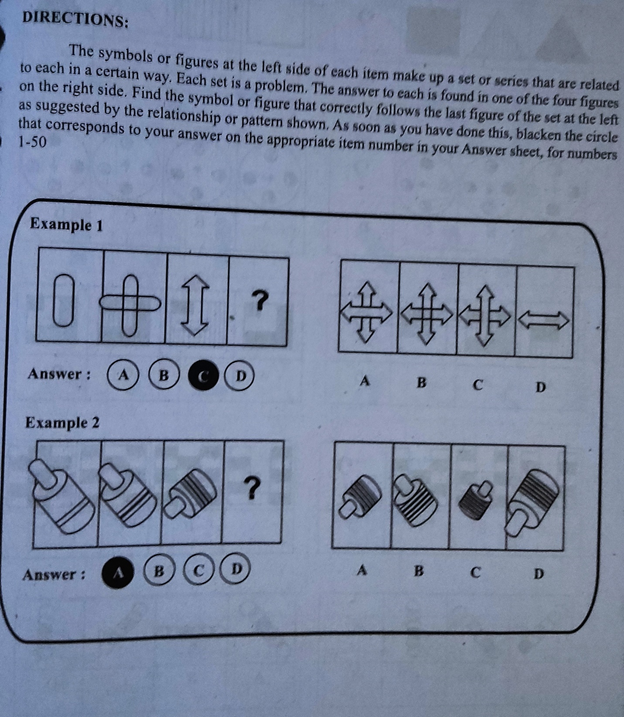 DIRECTIONS:
The symbols or figures at the left side of each item make up a set or series that are related
to each in a certain way. Each set is a problem. The answer to each is found in one of the four figures
on the right side. Find the symbol or figure that correctly follows the last figure of the set at the left
as suggested by the relationship or pattern shown. As soon as you have done this, blacken the circle
that corresponds to your answer on the appropriate item number in your Answer sheet, for numbers
1-50
Example 1
?
Answer : A B C D
A B C D
Example 2
?
Answer : A B C D
A B C D